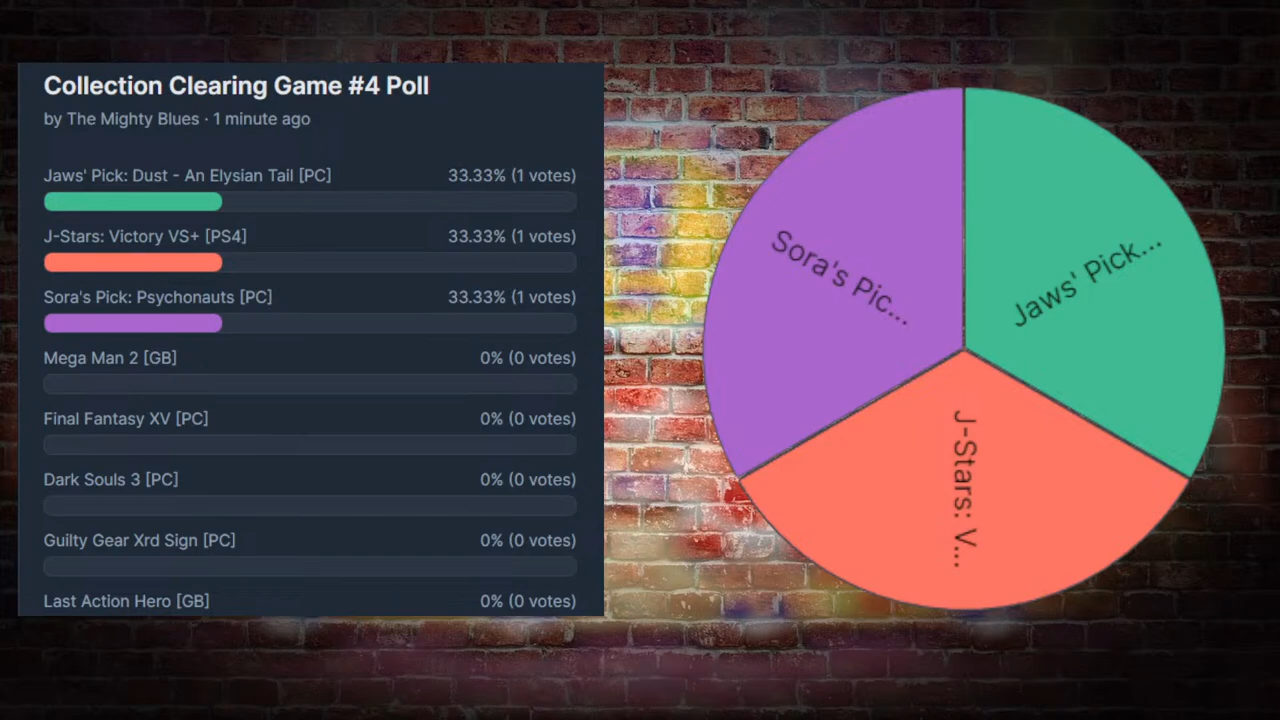 Collection Clearing Game #4 Poll
by The Mighty Blues · 1 minute ago
Jaws' Pick: Dust - An Elysian Tail [PC] 33.33% (1 votes)
J-Stars: Victory VS+ [PS4] 33.33% (1 votes)
Sora's Pick: Psychonauts [PC] 33.33% (1 votes)
Mega Man 2 [GB] 0% (0 votes)
Final Fantasy XV [PC] 0% (0 votes)
Dark Souls 3 [PC] 0% (0 votes)
Guilty Gear Xrd Sign [PC] 0% (0 votes)
Last Action Hero [GB] 0% (0 votes)
Sora's Pic...
Jaws' Pick...
J-Stars: V...